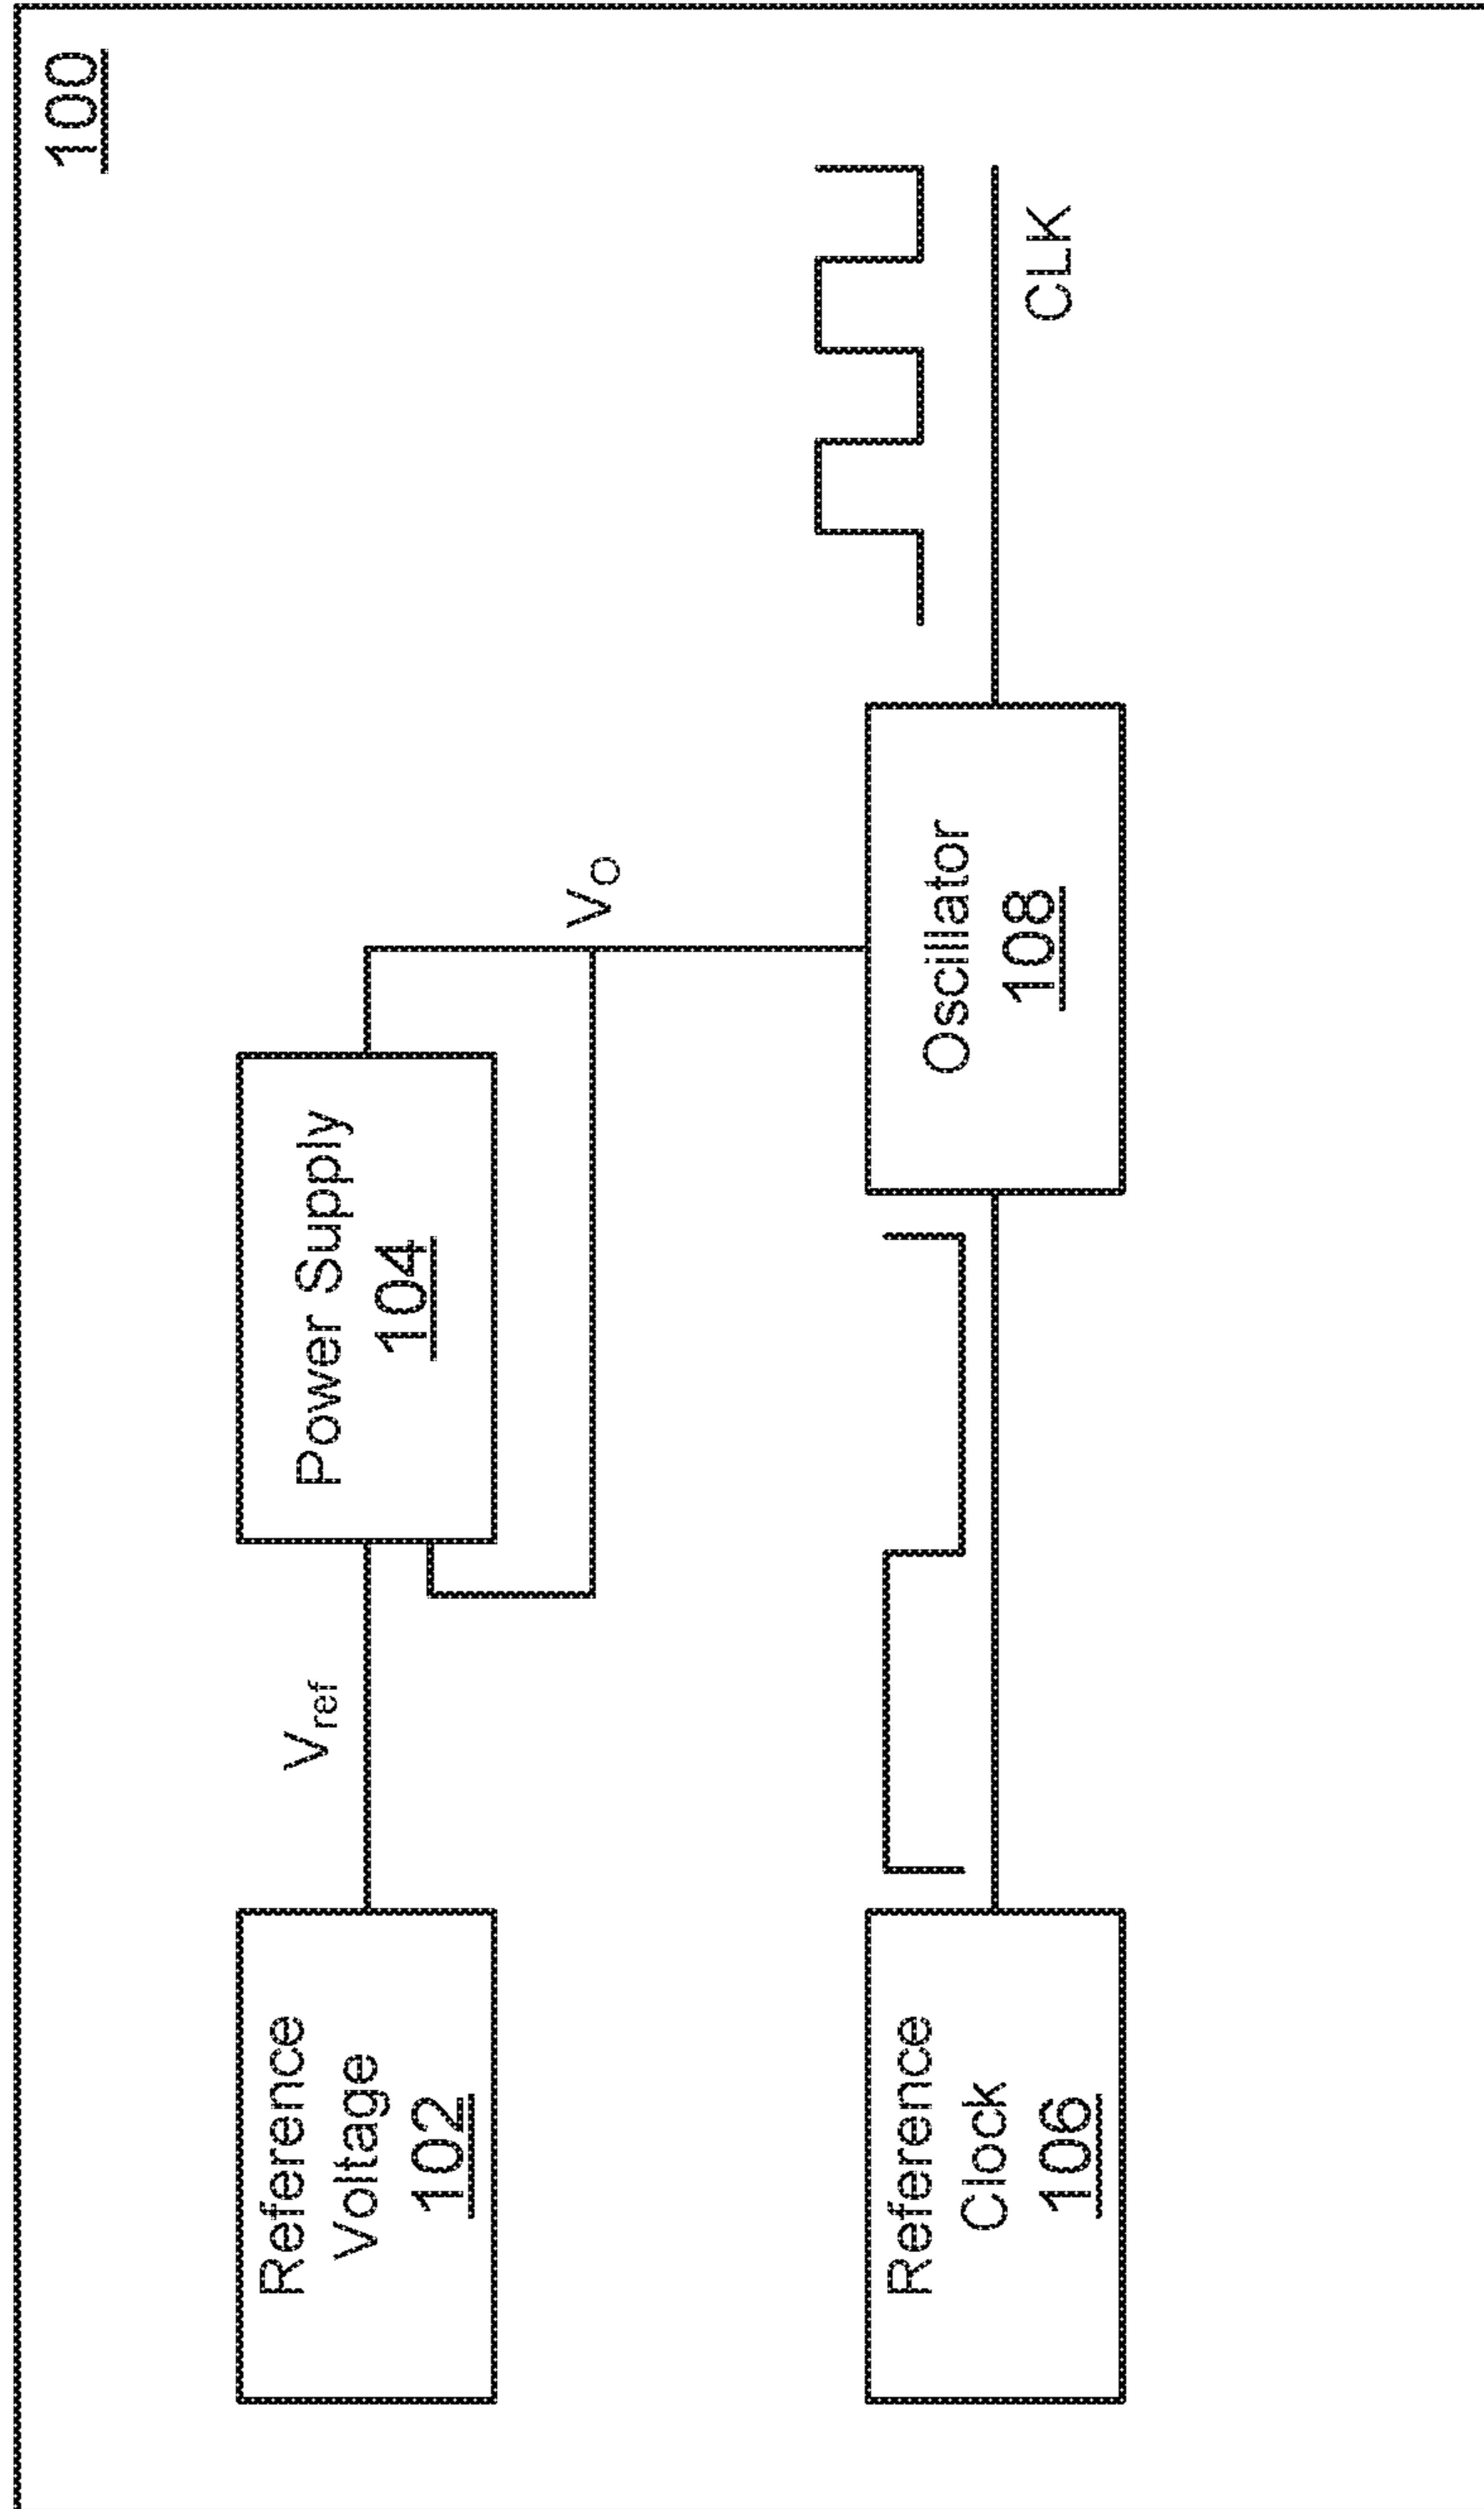 100
Reference
Voltage
102
Vref
Power Supply
104
VO
Reference
Clock
106
Oscillator
108
CLK